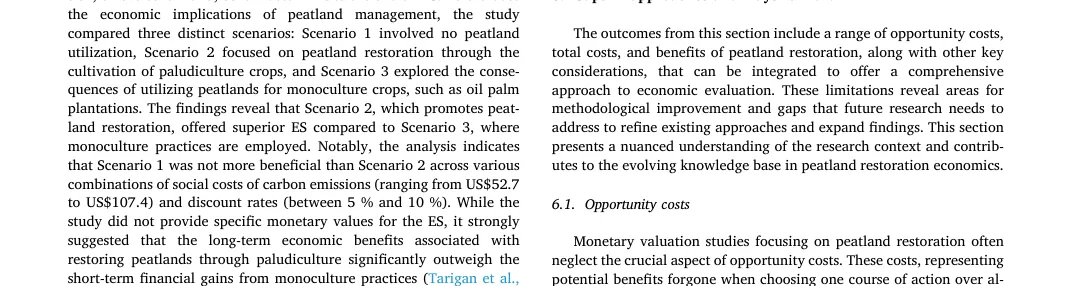 the economic implications of peatland management, the study
compared three distinct scenarios: Scenario 1 involved no peatland
utilization, Scenario 2 focused on peatland restoration through the
cultivation of paludiculture crops, and Scenario 3 explored the conse-
quences of utilizing peatlands for monoculture crops, such as oil palm
plantations. The findings reveal that Scenario 2, which promotes peat-
land restoration, offered superior ES compared to Scenario 3, where
monoculture practices are employed. Notably, the analysis indicates
that Scenario 1 was not more beneficial than Scenario 2 across various
combinations of social costs of carbon emissions (ranging from US$52.7
to US$107.4) and discount rates (between 5 % and 10 %). While the
study did not provide specific monetary values for the ES, it strongly
suggested that the long-term economic benefits associated with
restoring peatlands through paludiculture significantly outweigh the
short-term financial gains from monoculture practices (Tarigan et al.,
The outcomes from this section include a range of opportunity costs,
total costs, and benefits of peatland restoration, along with other key
considerations, that can be integrated to offer a comprehensive
approach to economic evaluation. These limitations reveal areas for
methodological improvement and gaps that future research needs to
address to refine existing approaches and expand findings. This section
presents a nuanced understanding of the research context and contrib-
utes to the evolving knowledge base in peatland restoration economics.
6.1. Opportunity costs
Monetary valuation studies focusing on peatland restoration often
neglect the crucial aspect of opportunity costs. These costs, representing
potential benefits forgone when choosing one course of action over al-